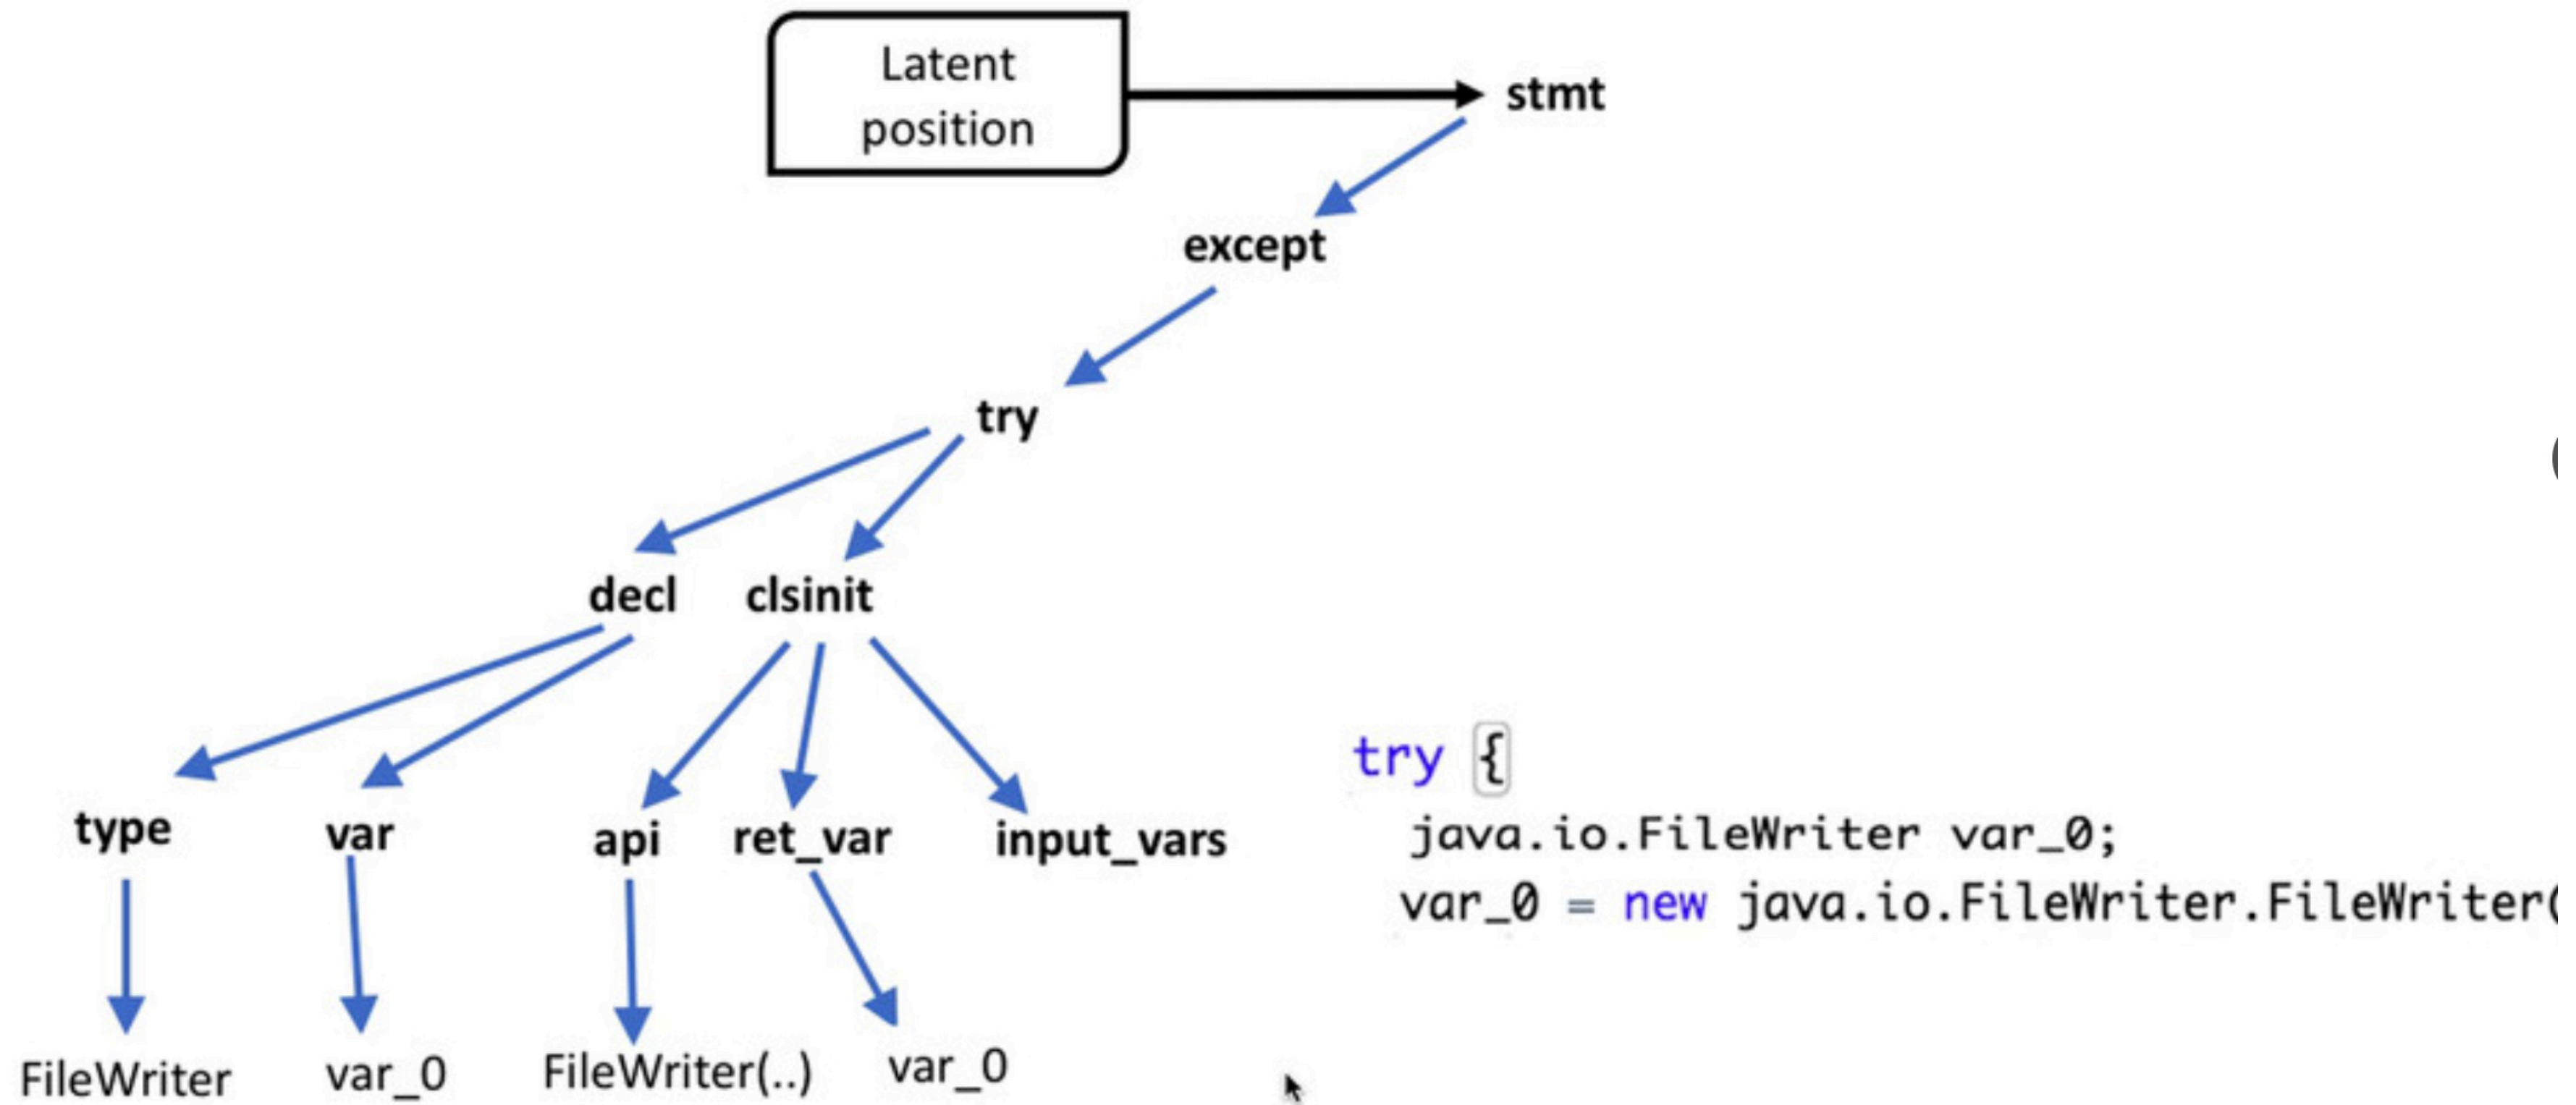 Latent
position
stmt
except
try
decl clsinit
type var api ret_var input_vars
FileWriter var_0 FileWriter(..) var_0
try {
java.io.FileWriter var_0;
var_0 = new java.io.FileWriter.FileWriter(